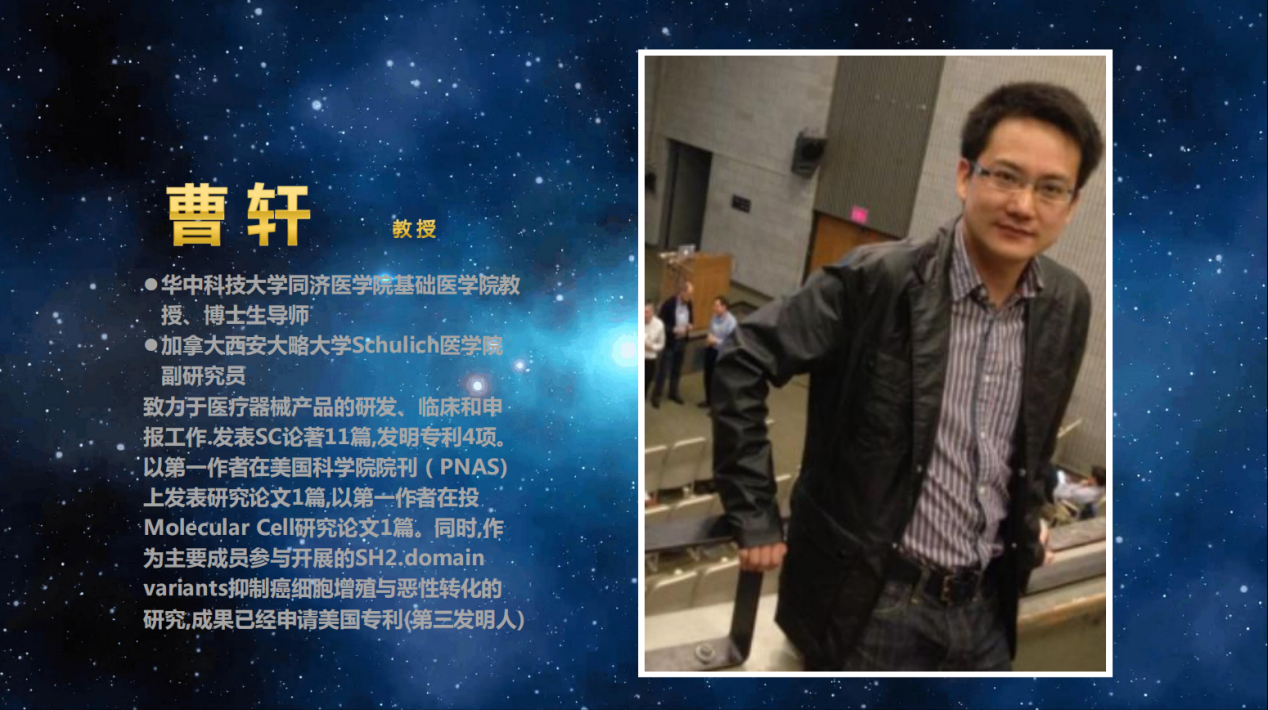 曹轩 教授
●华中科技大学同济医学院基础医学院教
授、博士生导师
●加拿大西安大略大学Schulich医学院
副研究员
致力于医疗器械产品的研发、临床和申
报工作.发表SC论著11篇,发明专利4项。
以第一作者在美国科学院院刊(PNAS)
上发表研究论文1篇,以第一作者在投
Molecular Cell研究论文1篇。同时,作
为主要成员参与开展的SH2.domain
variants抑制癌细胞增殖与恶性转化的
研究,成果已经申请美国专利(第三发明人)